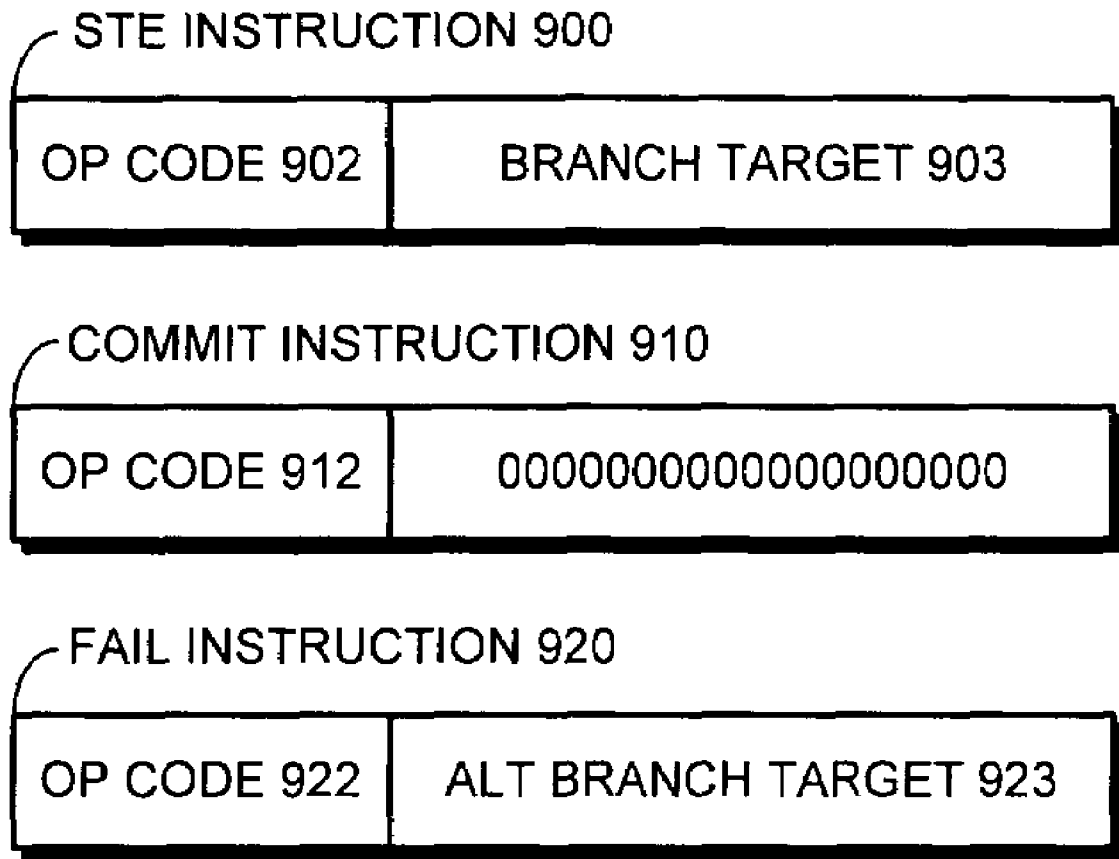 STE INSTRUCTION 900
OP CODE 902 BRANCH TARGET 903
COMMIT INSTRUCTION 910
OP CODE 912 0000000000000000000
FAIL INSTRUCTION 920
OP CODE 922 ALT BRANCH TARGET 923